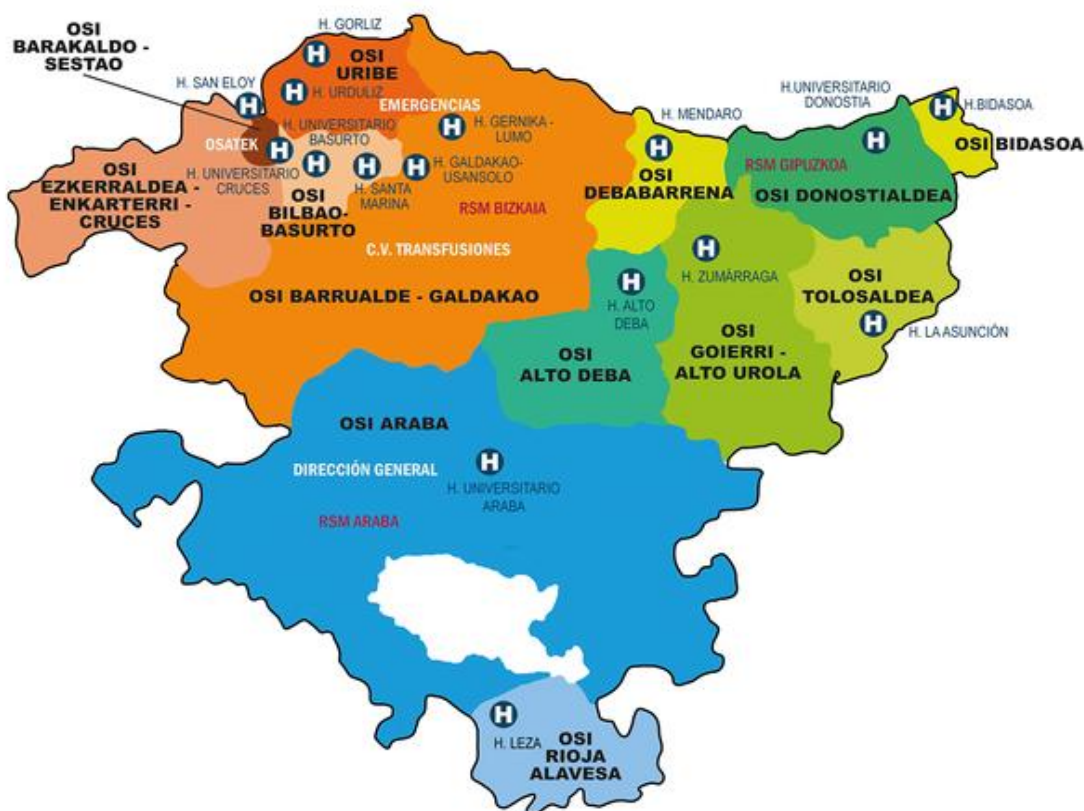 OSI
BARAKALDO -
SESTAO
H. GORLIZ
OSI
URIBE
H. SAN ELOY
H. URDULIZ
EMERGENCIAS
H. UNIVERSITARIO
BASURTO
OSATEK
H. GERNIKA -
LUMO
H. MENDARO
H.UNIVERSITARIO
DONOSTIA
H.BIDASOA
OSI BIDASOA
OSI
EZKERRALDEA -
ENKARTERRI -
CRUCES
H. UNIVERSITARIO
CRUCES
H. SANTA
MARINA
H. GALDAKAO-
USANSOLO
OSI
BILBAO-
BASURTO
RSM BIZKAIA
OSI
DEBABARRENA
RSM GIPUZKOA
OSI DONOSTIALDEA
C.V. TRANSFUSIONES
H. ZUMÁRRAGA
OSI BARRUALDE - GALDAKAO
H. ALTO
DEBA
OSI
TOLOSALDEA
H. LA ASUNCIÓN
OSI
ALTO DEBA
OSI
GOIERRI -
ALTO UROLA
OSI ARABA
DIRECCIÓN GENERAL
H. UNIVERSITARIO
ARABA
RSM ARABA
H. LEZA
OSI
RIOJA
ALAVESA